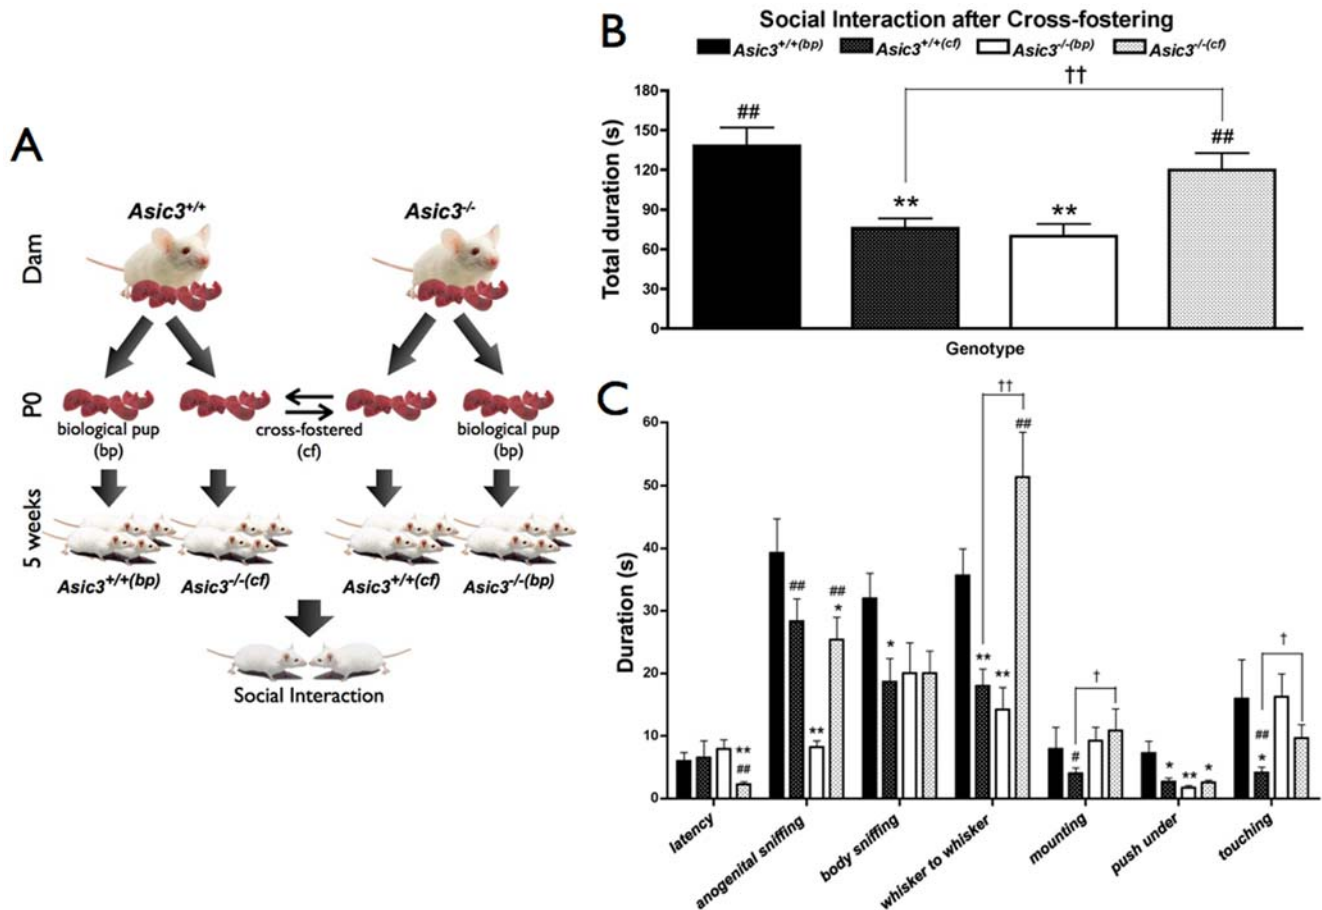 A
Asic3+/+
Asic3-/-
Dam
P0
biological pup
(bp)
cross-fostered
(cf)
biological pup
(bp)
5 weeks
Asic3+/+(bp)
Asic3-/-(cf)
Asic3+/+(cf)
Asic3-/-(bp)
Social Interaction
B
Social Interaction after Cross-fostering
Asic3+/+(bp)
Asic3+/+(cf)
Asic3-/-(bp)
Asic3-/-(cf)
††
Total duration (s)
180
150
120
90
60
30
0
##
**
**
##
Genotype
C
Duration (s)
60
50
40
30
20
10
0
**
##
##
**
##
*
*
**
**
††
##
#
†
*
**
*
##
*
†
latency
anogenital sniffing
body sniffing
whisker to whisker
mounting
push under
touching